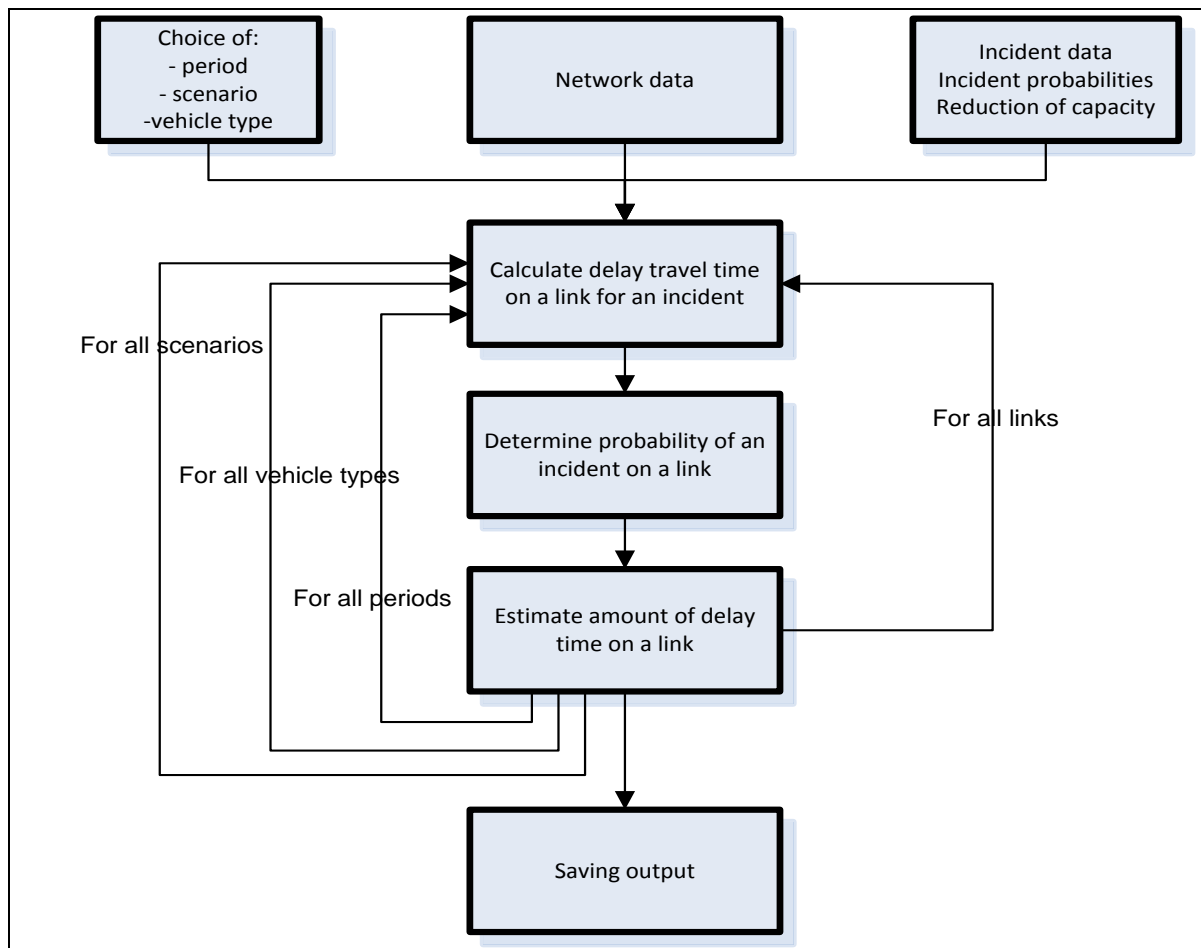 Choice of:
- period
- scenario
-vehicle type
Network data
Incident data
Incident probabilities
Reduction of capacity
Calculate delay travel time
on a link for an incident
For all scenarios
For all links
Determine probability of an
incident on a link
For all vehicle types
For all periods
Estimate amount of delay
time on a link
Saving output